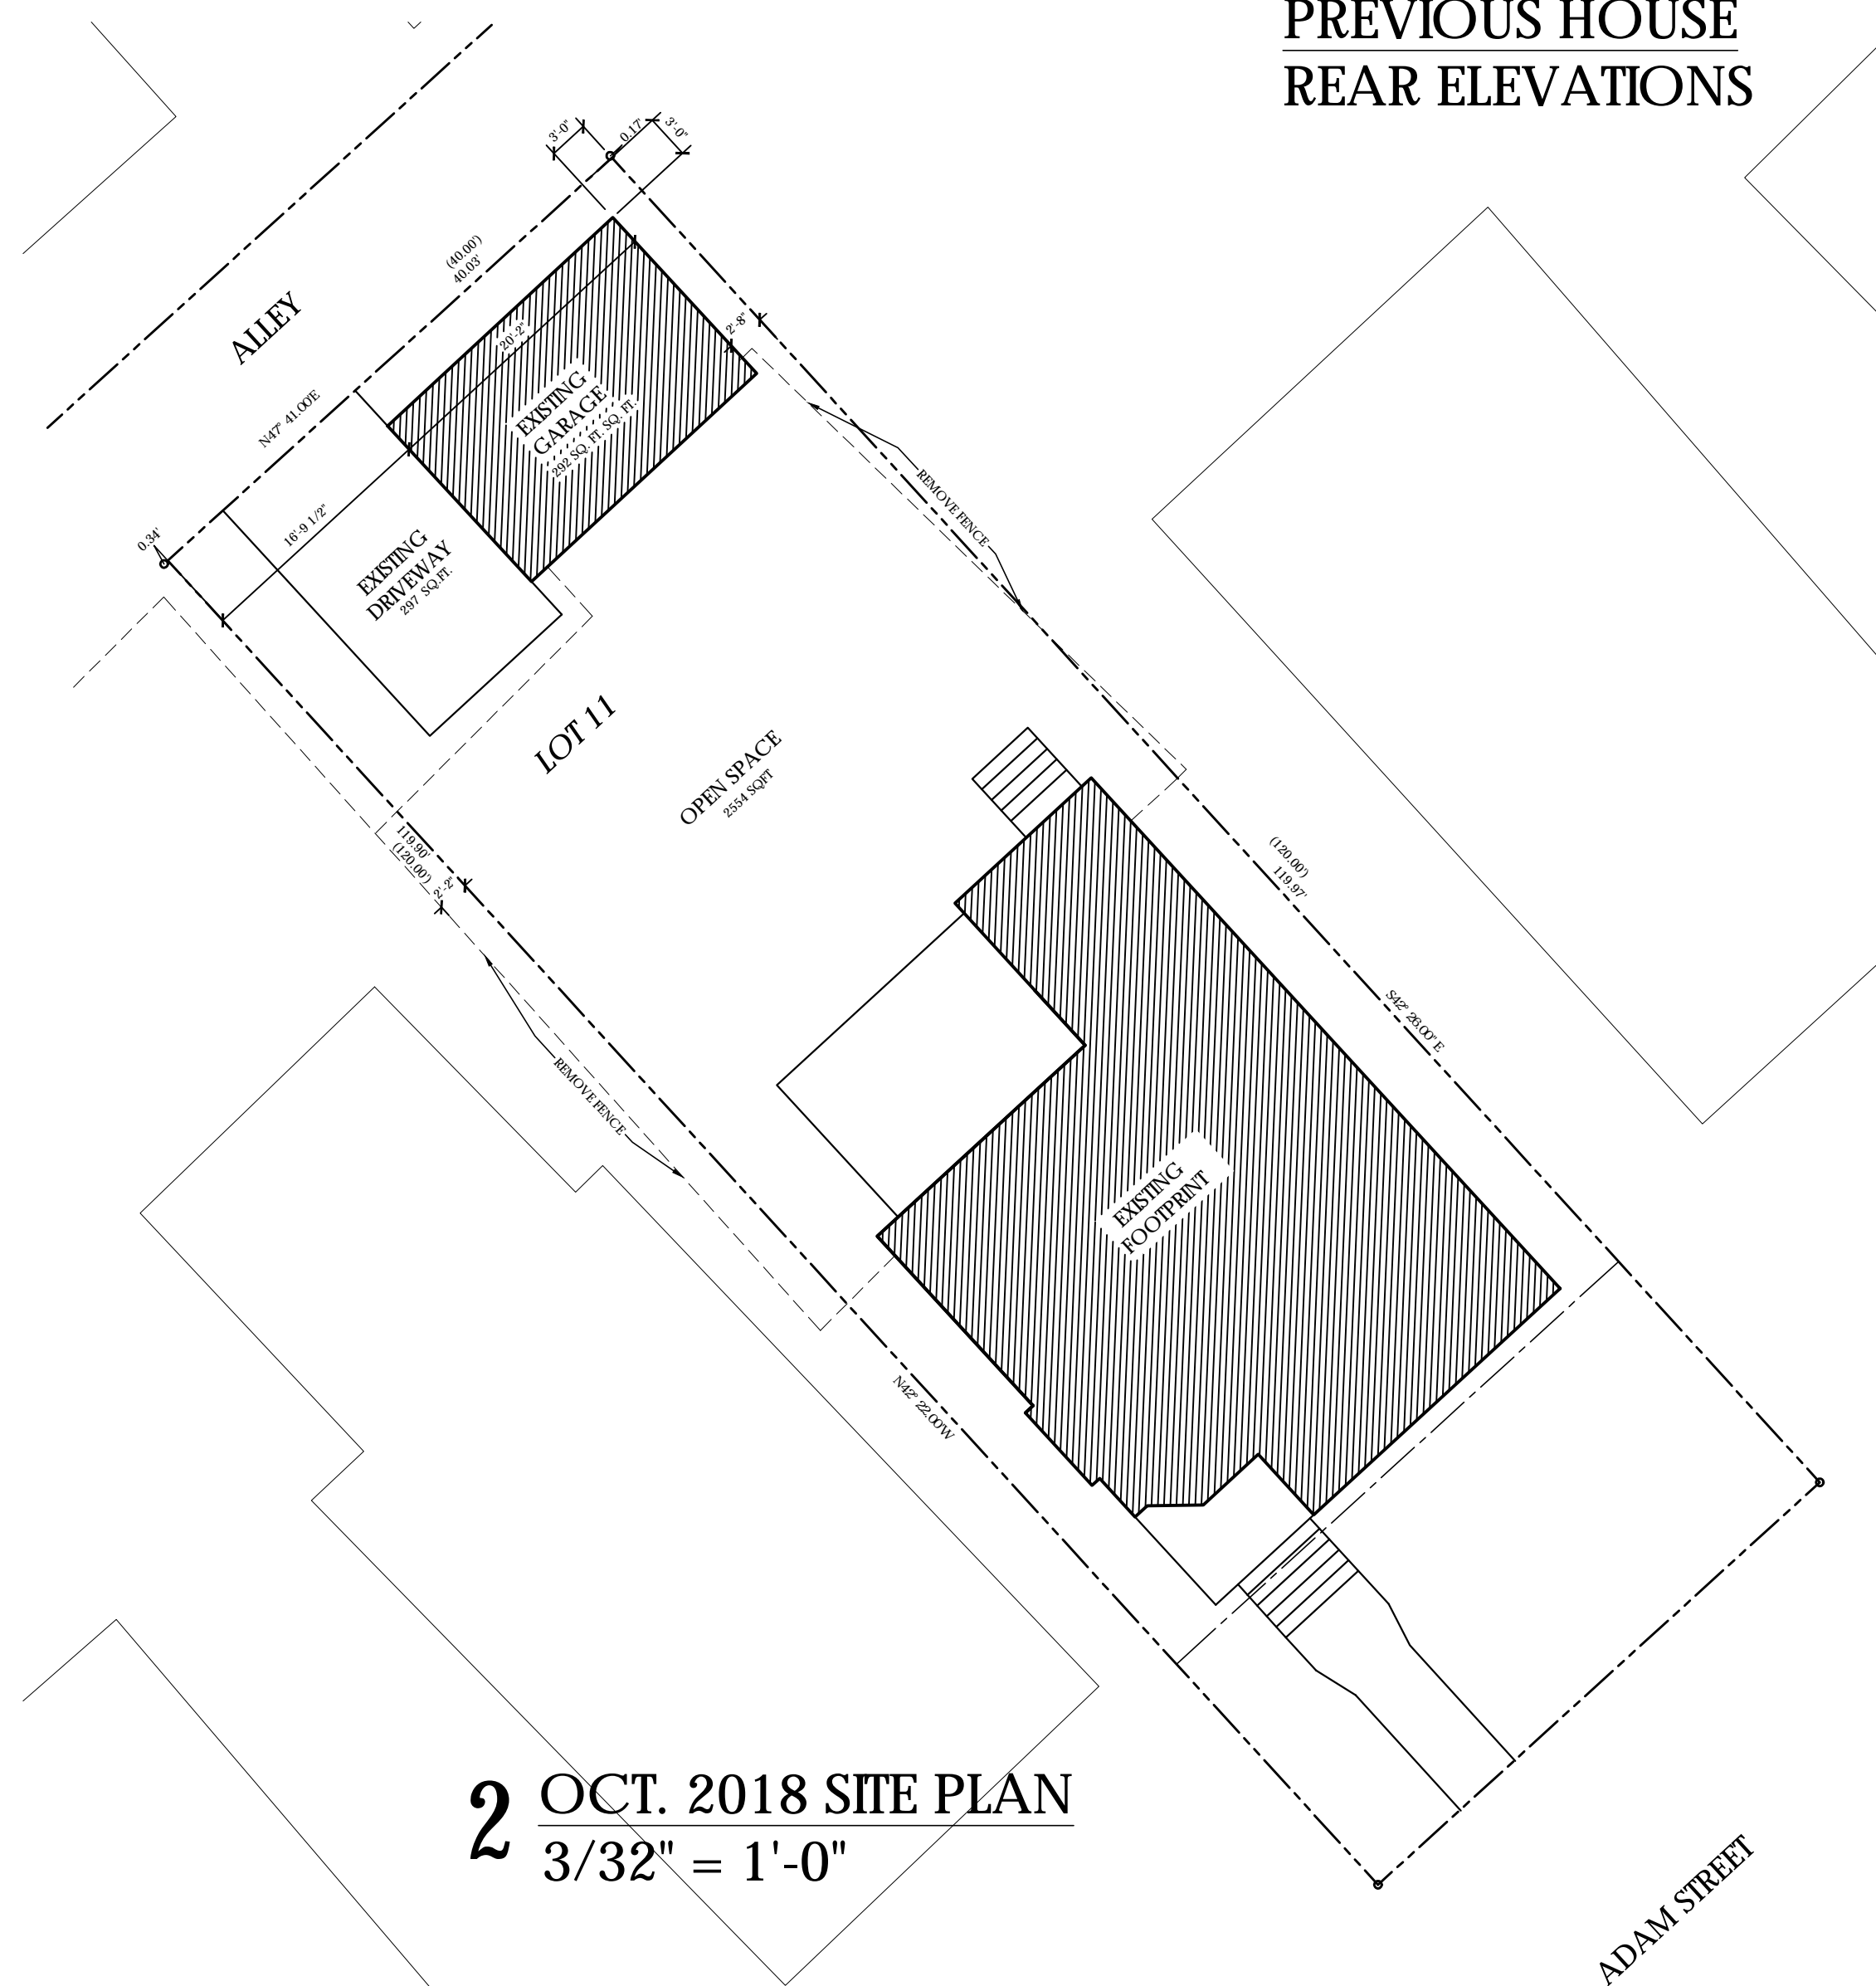 PREVIOUS HOUSE
REAR ELEVATIONS
3'-0"
0.17'
3'-0"
(40.00')
40.03'
ALLEY
20'-2"
2'-8"
EXISTING
GARAGE
292 SQ. FT. SQ. FT.
N47° 41.00'E
REMOVE FENCE
0.34'
16'-9 1/2"
EXISTING
DRIVEWAY
297 SQ.FT.
LOT 11
OPEN SPACE
2554 SQFT
119.90'
(120.00')
2'-2"
(120.00')
119.97'
S42° 26.00" E
REMOVE FENCE
EXISTING
FOOTPRINT
N42° 22.00'W
2
OCT. 2018 SITE PLAN
3/32" = 1'-0"
ADAM STREET